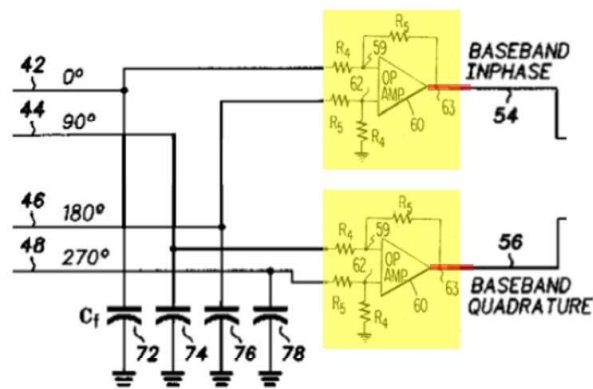 42 0°
44 90°
46 180°
48 270°
Cf
72 74 76 78
R4 59 R5
62 OP AMP 63
R5 R4 60
BASEBAND
INPHASE
54
R4 59 R5
62 OP AMP 63
R5 R4 60
56
BASEBAND
QUADRATURE